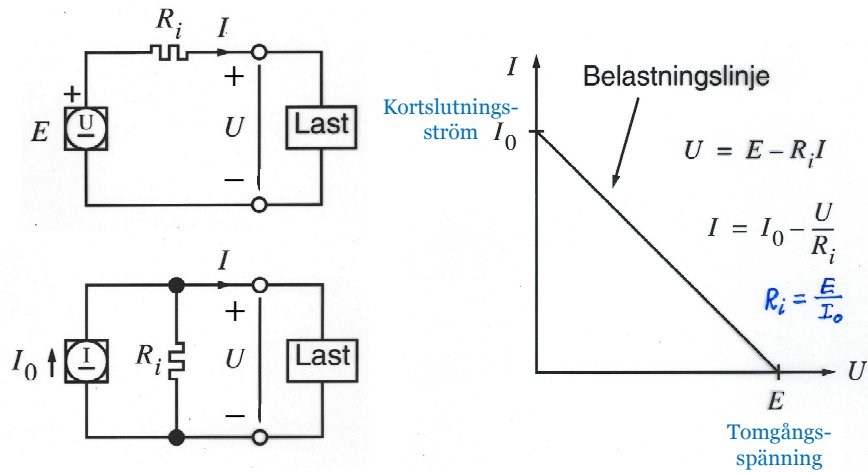 R_i I
+ +
E U U Last
−
I
+
I_0 I R_i U Last
−
I
Belastningslinje
Kortslutnings-
ström I_0
U = E − R_i I
I = I_0 − U/R_i
R_i = E/I_0
E U
Tomgångs-
spänning